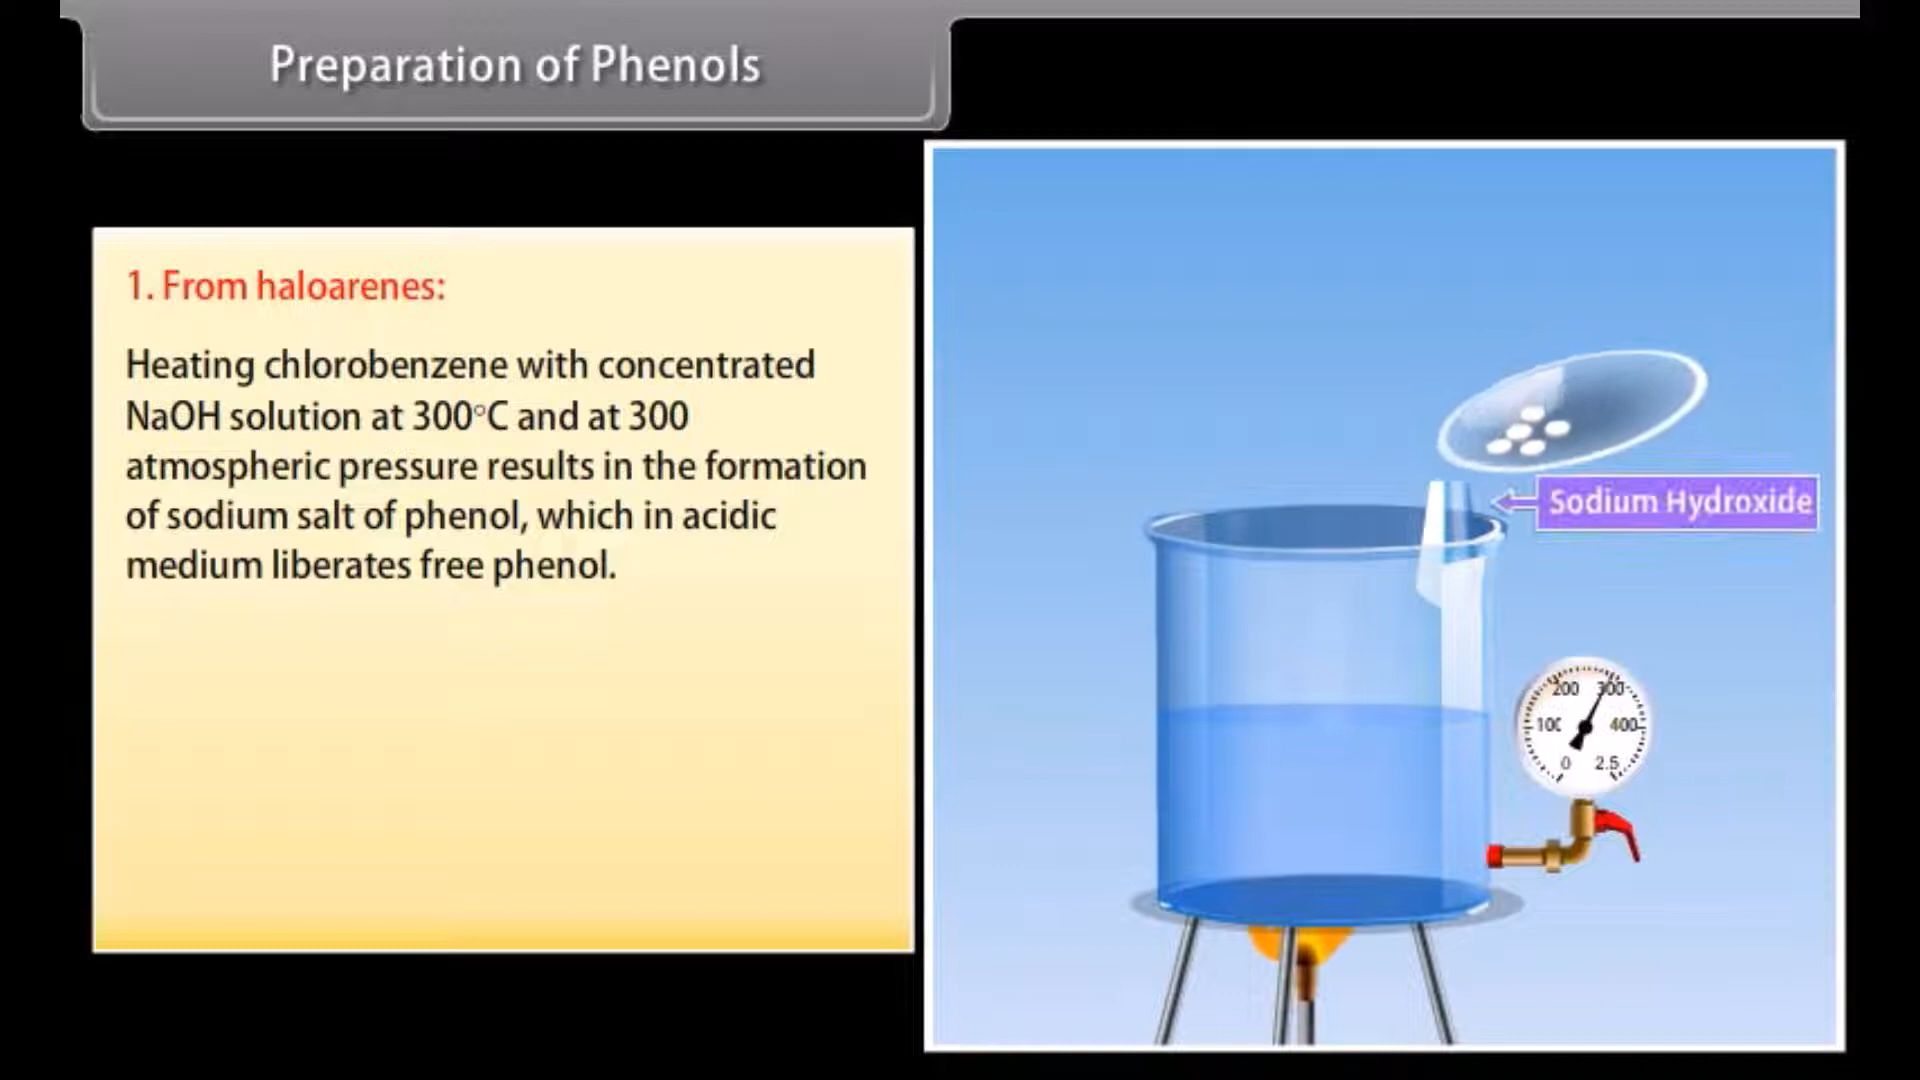 Preparation of Phenols
1. From haloarenes:
Heating chlorobenzene with concentrated
NaOH solution at 300°C and at 300
atmospheric pressure results in the formation
of sodium salt of phenol, which in acidic
medium liberates free phenol.
Sodium Hydroxide
200 300
100 400
0 2.5